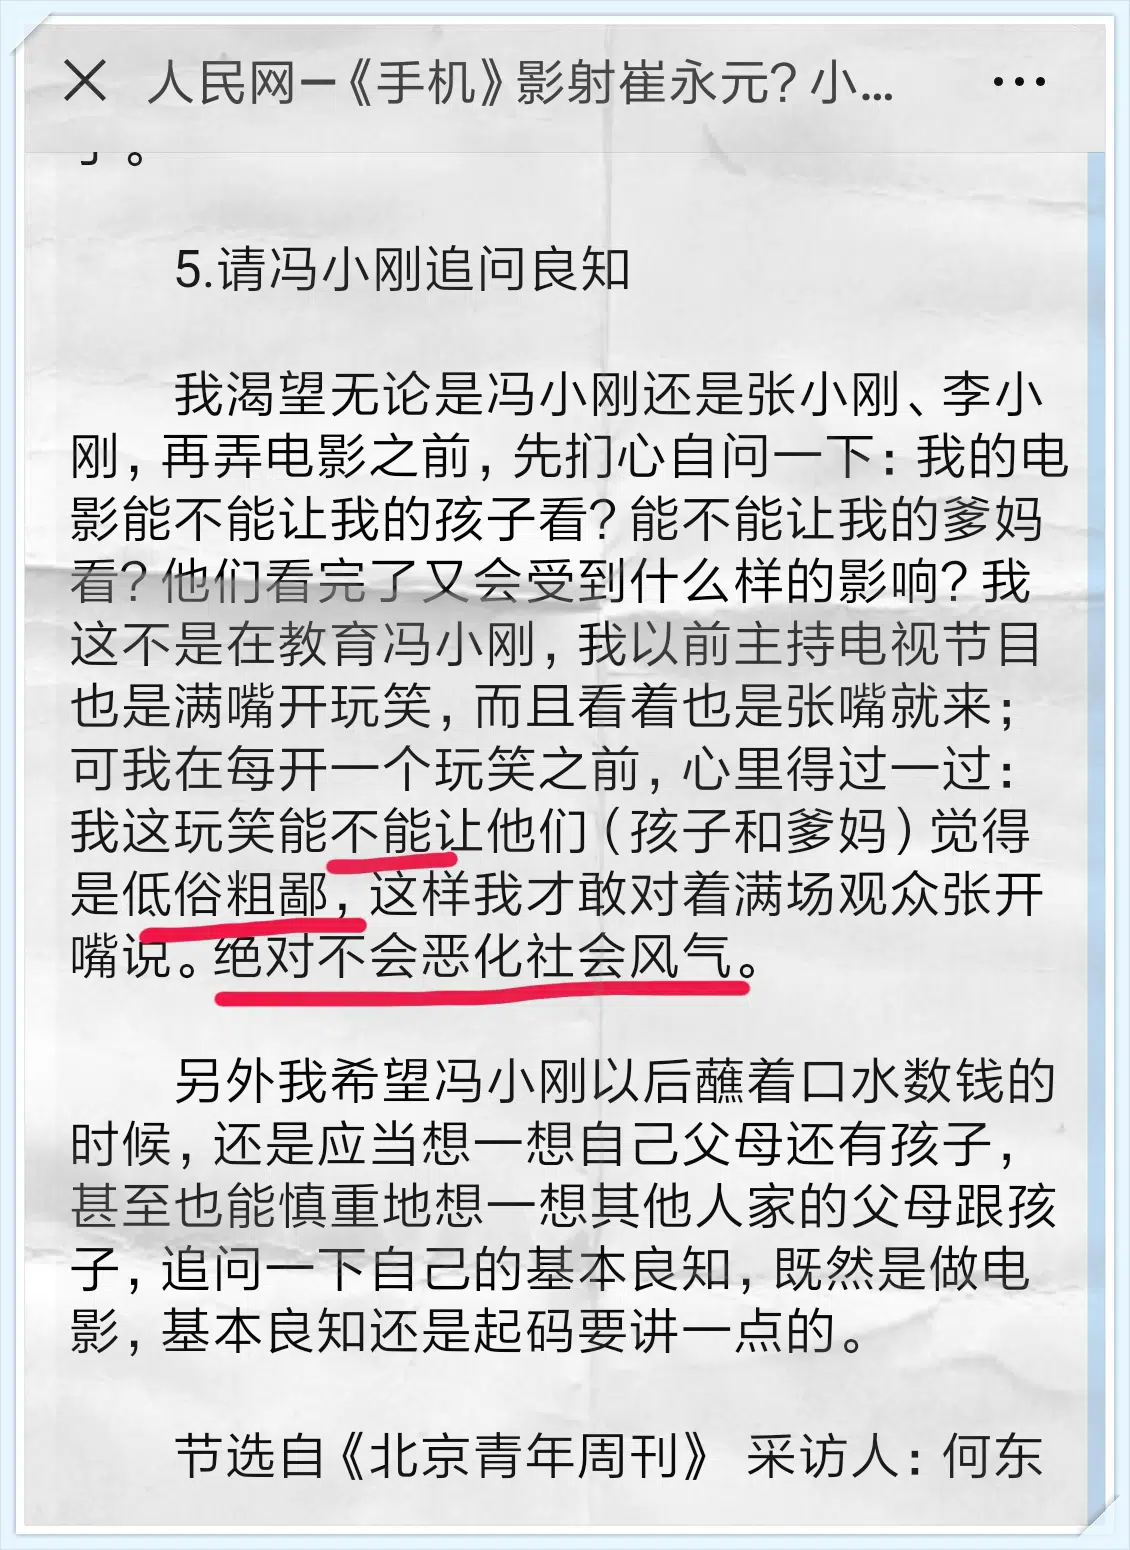 人民网—《手机》影射崔永元？小...
了。
5.请冯小刚追问良知
我渴望无论是冯小刚还是张小刚、李小
刚，再弄电影之前，先扪心自问一下：我的电
影能不能让我的孩子看？能不能让我的爹妈
看？他们看完了又会受到什么样的影响？我
这不是在教育冯小刚，我以前主持电视节目
也是满嘴开玩笑，而且看着也是张嘴就来；
可我在每开一个玩笑之前，心里得过一过：
我这玩笑能不能让他们（孩子和爹妈）觉得
是低俗粗鄙，这样我才敢对着满场观众张开
嘴说。绝对不会恶化社会风气。
另外我希望冯小刚以后蘸着口水数钱的
时候，还是应当想一想自己父母还有孩子，
甚至也能慎重地想一想其他人家的父母跟孩
子，追问一下自己的基本良知，既然是做电
影，基本良知还是起码要讲一点的。
节选自《北京青年周刊》 采访人：何东